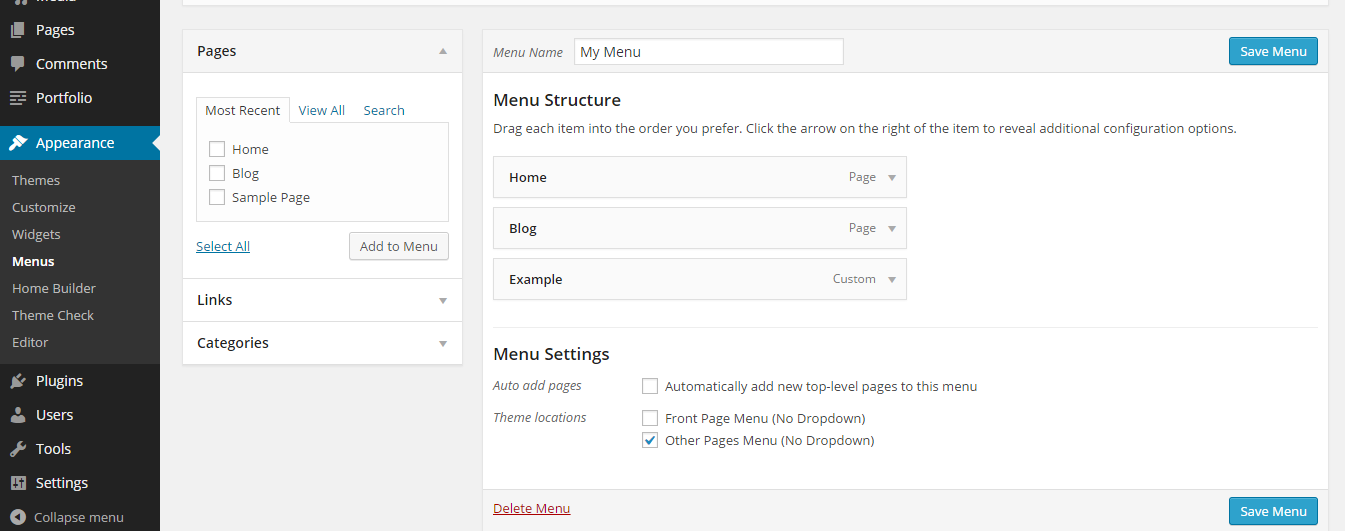 Pages
Comments
Portfolio
Appearance
Themes
Customize
Widgets
Menus
Home Builder
Theme Check
Editor
Plugins
Users
Tools
Settings
Collapse menu
Pages
Most Recent View All Search
Home
Blog
Sample Page
Select All Add to Menu
Links
Categories
Menu Name My Menu Save Menu
Menu Structure
Drag each item into the order you prefer. Click the arrow on the right of the item to reveal additional configuration options.
Home Page
Blog Page
Example Custom
Menu Settings
Auto add pages Automatically add new top-level pages to this menu
Theme locations Front Page Menu (No Dropdown)
Other Pages Menu (No Dropdown)
Delete Menu Save Menu